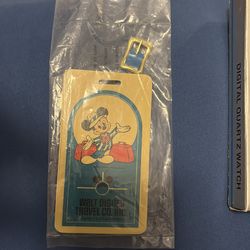 WALT DISNEY
TRAVEL CO. INC.
DIGITAL QUARTZ WATCH